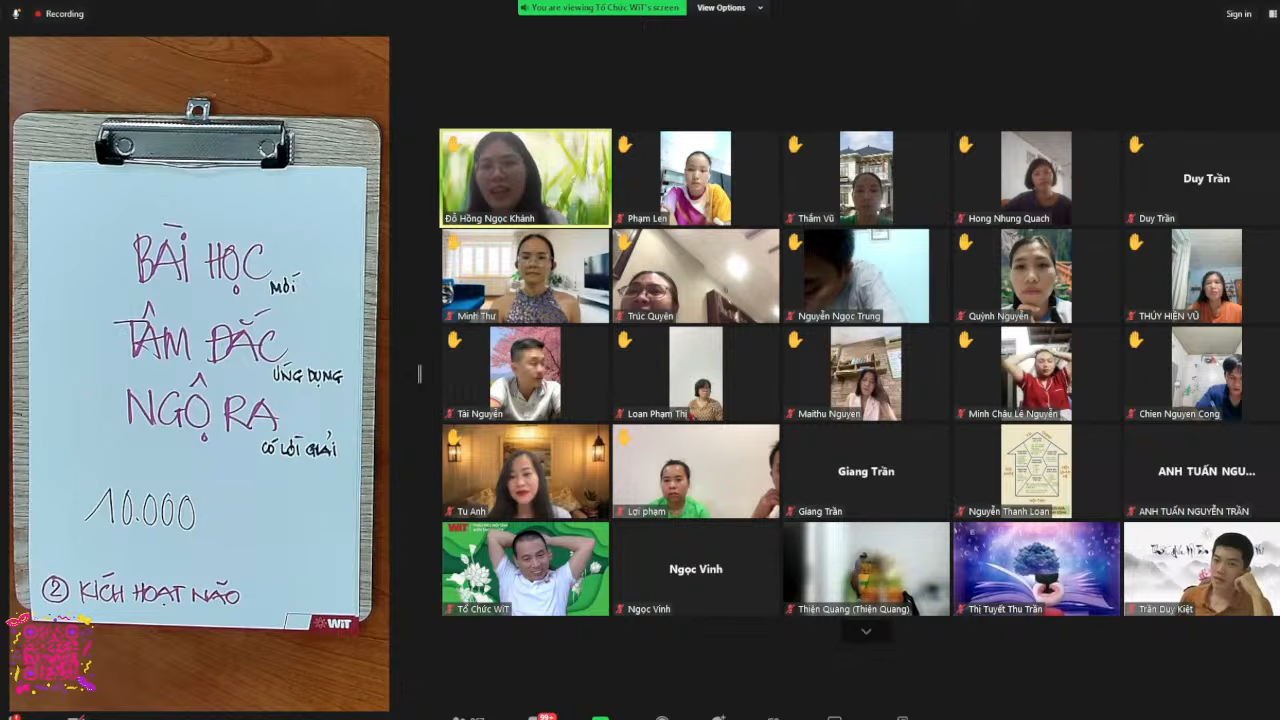 Recording
You are viewing Tổ Chức WiT's screen
View Options
Sign in
BÀI HỌC
MỚI
TÂM ĐẮC
ỨNG DỤNG
NGỘ RA
CÓ LỜI GIẢI
10.000
② KÍCH HOẠT NÃO
WiT
Đỗ Hồng Ngọc Khánh
Phạm Len
Thắm Vũ
Hong Nhung Quach
Duy Trần
Duy Trần
Minh Thư
Trúc Quyên
Nguyễn Ngọc Trung
Quỳnh Nguyễn
THÚY HIỀN VŨ
Tài Nguyễn
Loan Phạm Thị
Maithu Nguyen
Minh Châu Lê Nguyễn
Chien Nguyen Cong
Tu Anh
Lợi phạm
Giang Trần
Giang Trần
Nguyễn Thanh Loan
ANH TUẤN NGU...
ANH TUẤN NGUYỄN TRẦN
WiT
Tổ Chức WiT
Ngọc Vinh
Ngọc Vinh
Thiện Quang (Thiện Quang)
Thị Tuyết Thu Trần
Trần Duy Kiệt
99+